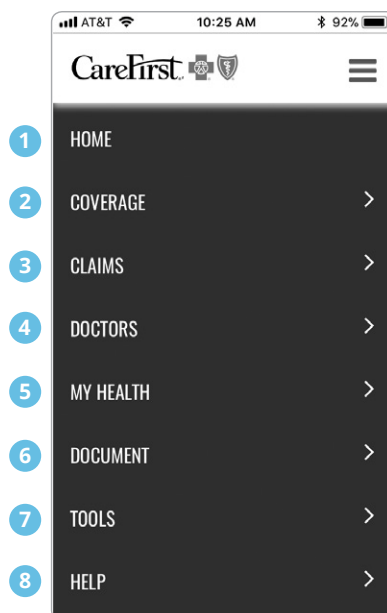 AT&T 10:25 AM 92%
CareFirst
1 HOME
2 COVERAGE
3 CLAIMS
4 DOCTORS
5 MY HEALTH
6 DOCUMENT
7 TOOLS
8 HELP